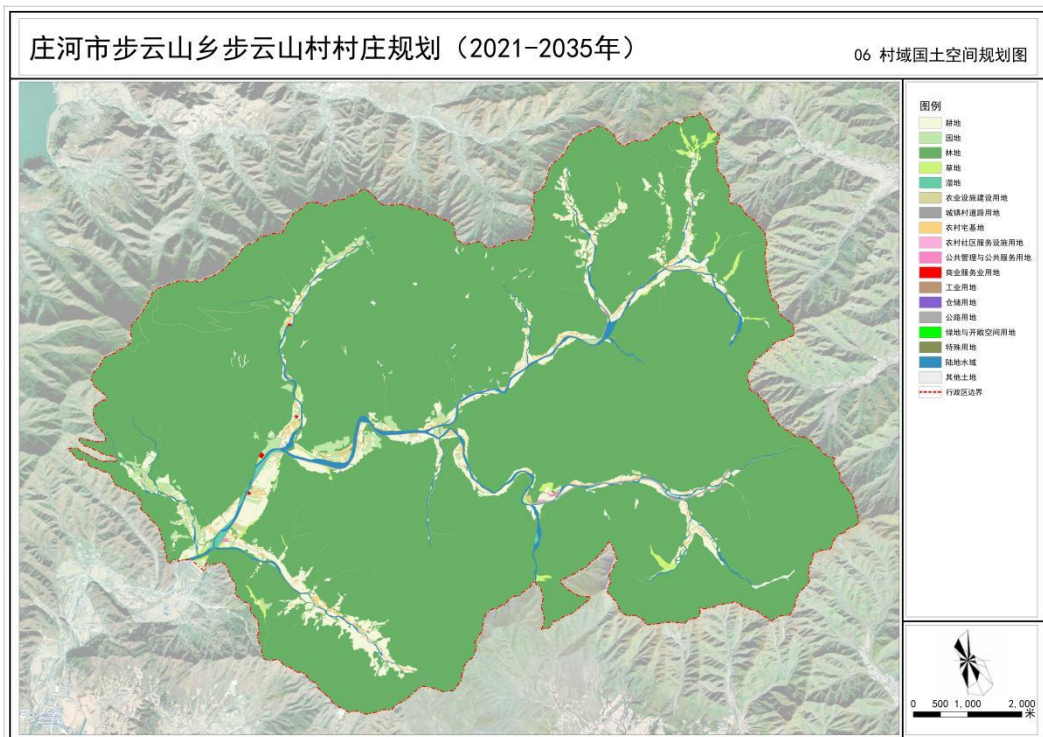 庄河市步云山乡步云山村村庄规划（2021-2035年）
06 村域国土空间规划图
图例
耕地
园地
林地
草地
湿地
农业设施建设用地
城镇村道路用地
农村宅基地
农村社区服务设施用地
公共管理与公共服务用地
商业服务业用地
工业用地
仓储用地
公路用地
绿地与开敞空间用地
特殊用地
陆地水域
其他土地
行政区边界
0 500 1,000 2,000
米